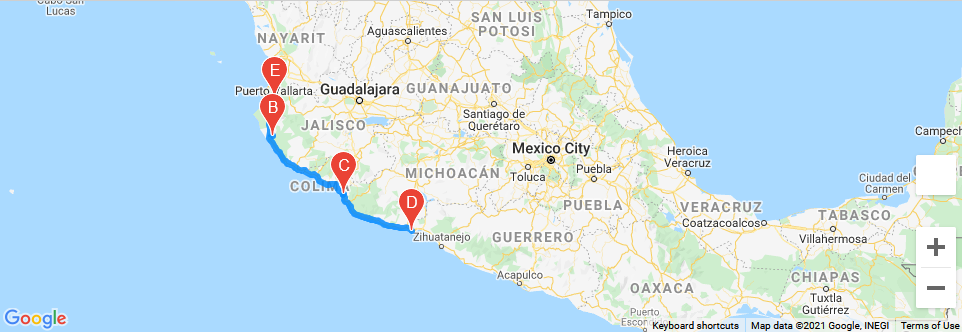 Cabo San
Lucas
Tampico
SAN LUIS
POTOSI
NAYARIT
Aguascalientes
E
Puerto Vallarta
Guadalajara
GUANAJUATO
B
Santiago de
Querétaro
JALISCO
Campeche
Mexico City
Heroica
Veracruz
C
Toluca
Puebla
MICHOACÁN
Ciudad del
Carmen
COLIMA
D
PUEBLA
VERACRUZ
TABASCO
Coatzacoalcos
Villahermosa
Zihuatanejo
GUERRERO
+
Acapulco
CHIAPAS
OAXACA
−
Tuxtla
Gutiérrez
Google
Puerto
Escon
Keyboard shortcuts
Map data ©2021 Google, INEGI
Terms of Use